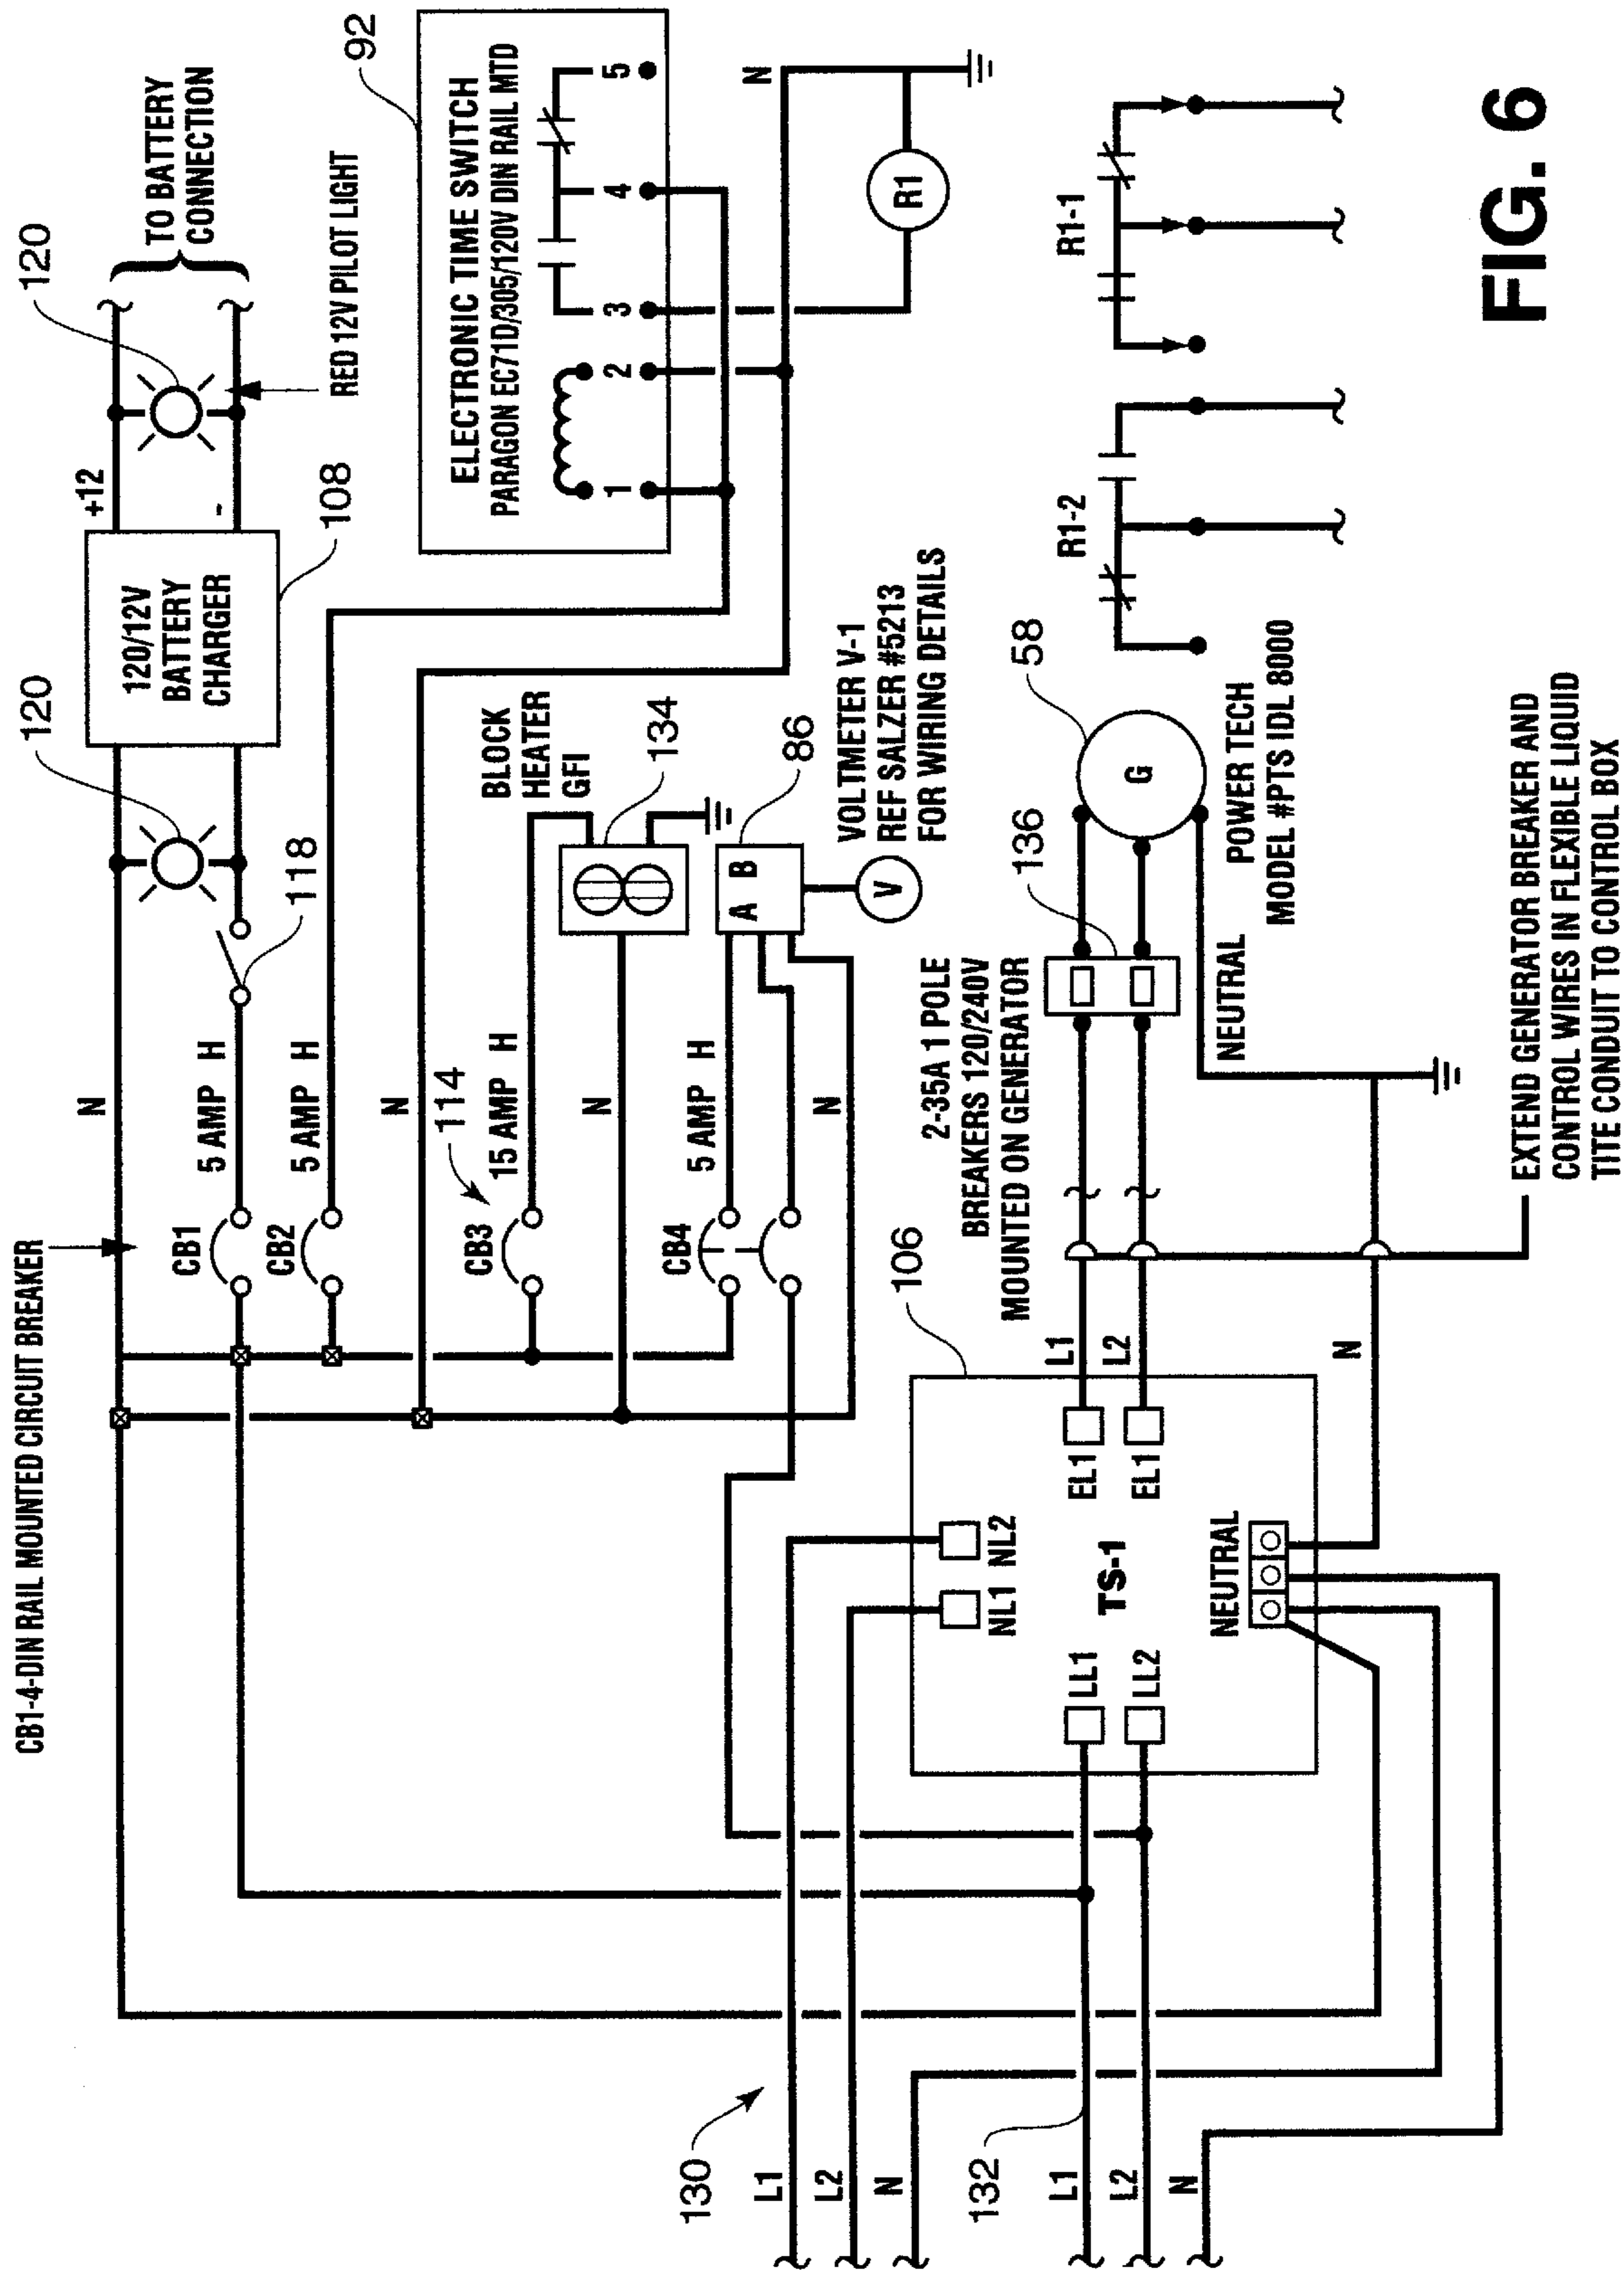 CB1-4-DIN RAIL MOUNTED CIRCUIT BREAKER
120
120
TO BATTERY
CONNECTION
N
+12
-
120/12V
BATTERY
CHARGER
108
RED 12V PILOT LIGHT
92
CB1
5 AMP H
118
CB2
5 AMP H
N
ELECTRONIC TIME SWITCH
PARAGON EC71D/305/120V DIN RAIL MTD
1
2
3
4
5
N
R1
114
CB3
15 AMP H
BLOCK
HEATER
GFI
134
N
CB4
5 AMP H
A B
86
N
V
VOLTMETER V-1
REF SALZER #5213
FOR WIRING DETAILS
130
L1
L2
N
132
L1
L2
N
106
NL1
NL2
LL1
LL2
TS-1
EL1
EL1
NEUTRAL
L1
L2
N
2-35A 1 POLE
BREAKERS 120/240V
MOUNTED ON GENERATOR
136
58
G
NEUTRAL
POWER TECH
MODEL #PTS IDL 8000
R1-2
R1-1
EXTEND GENERATOR BREAKER AND
CONTROL WIRES IN FLEXIBLE LIQUID
TITE CONDUIT TO CONTROL BOX
FIG. 6